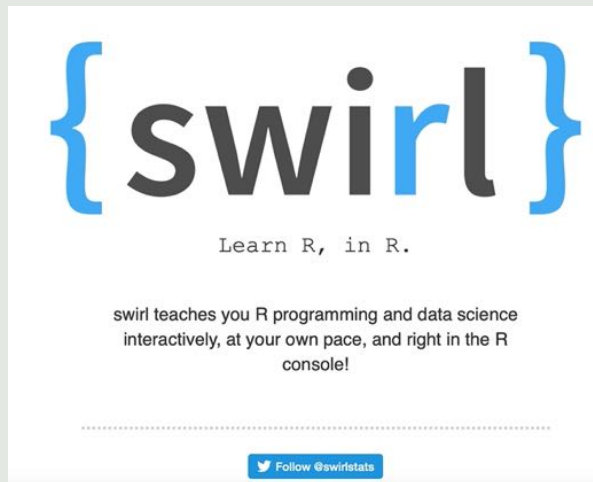 {swirl}
Learn R, in R.
swirl teaches you R programming and data science
interactively, at your own pace, and right in the R
console!
Follow @swirlstats